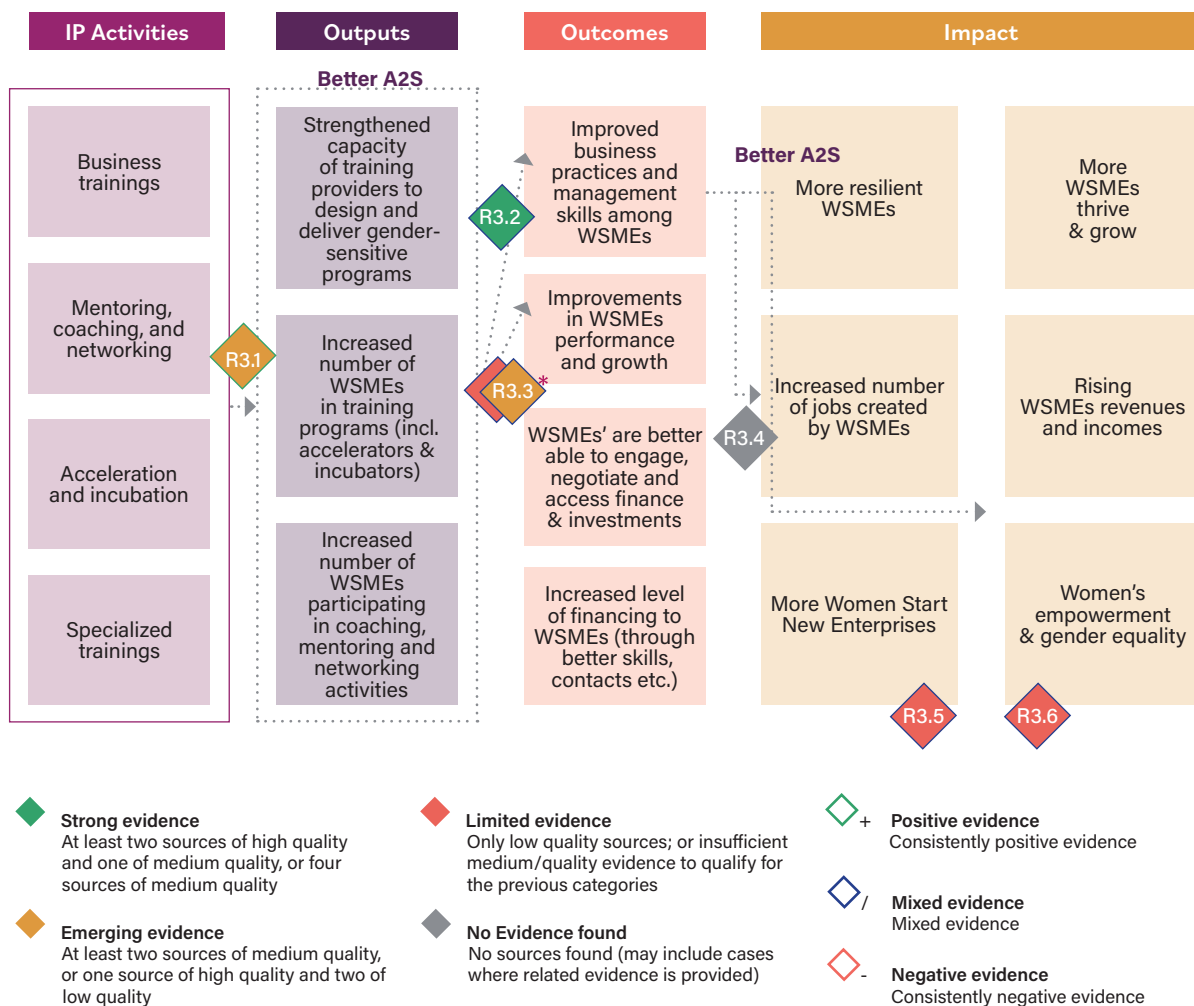 IP Activities
Outputs
Outcomes
Impact
Better A2S
Business
trainings
Mentoring,
coaching, and
networking
Acceleration
and incubation
Specialized
trainings
R3.1
Strengthened
capacity
of training
providers to
design and
deliver gender-
sensitive
programs
Increased
number of
WSMEs
in training
programs (incl.
accelerators &
incubators)
Increased
number of
WSMEs
participating
in coaching,
mentoring and
networking
activities
R3.2
R3.3*
Improved
business
practices and
management
skills among
WSMEs
Improvements
in WSMEs
performance
and growth
WSMEs’ are better
able to engage,
negotiate and
access finance
& investments
Increased level
of financing to
WSMEs (through
better skills,
contacts etc.)
Better A2S
R3.4
More resilient
WSMEs
Increased number
of jobs created
by WSMEs
More Women Start
New Enterprises
R3.5
More
WSMEs
thrive
& grow
Rising
WSMEs revenues
and incomes
Women’s
empowerment
& gender equality
R3.6
Strong evidence
At least two sources of high quality
and one of medium quality, or four
sources of medium quality
Emerging evidence
At least two sources of medium quality,
or one source of high quality and two of
low quality
Limited evidence
Only low quality sources; or insufficient
medium/quality evidence to qualify for
the previous categories
No Evidence found
No sources found (may include cases
where related evidence is provided)
+ Positive evidence
Consistently positive evidence
/ Mixed evidence
Mixed evidence
- Negative evidence
Consistently negative evidence